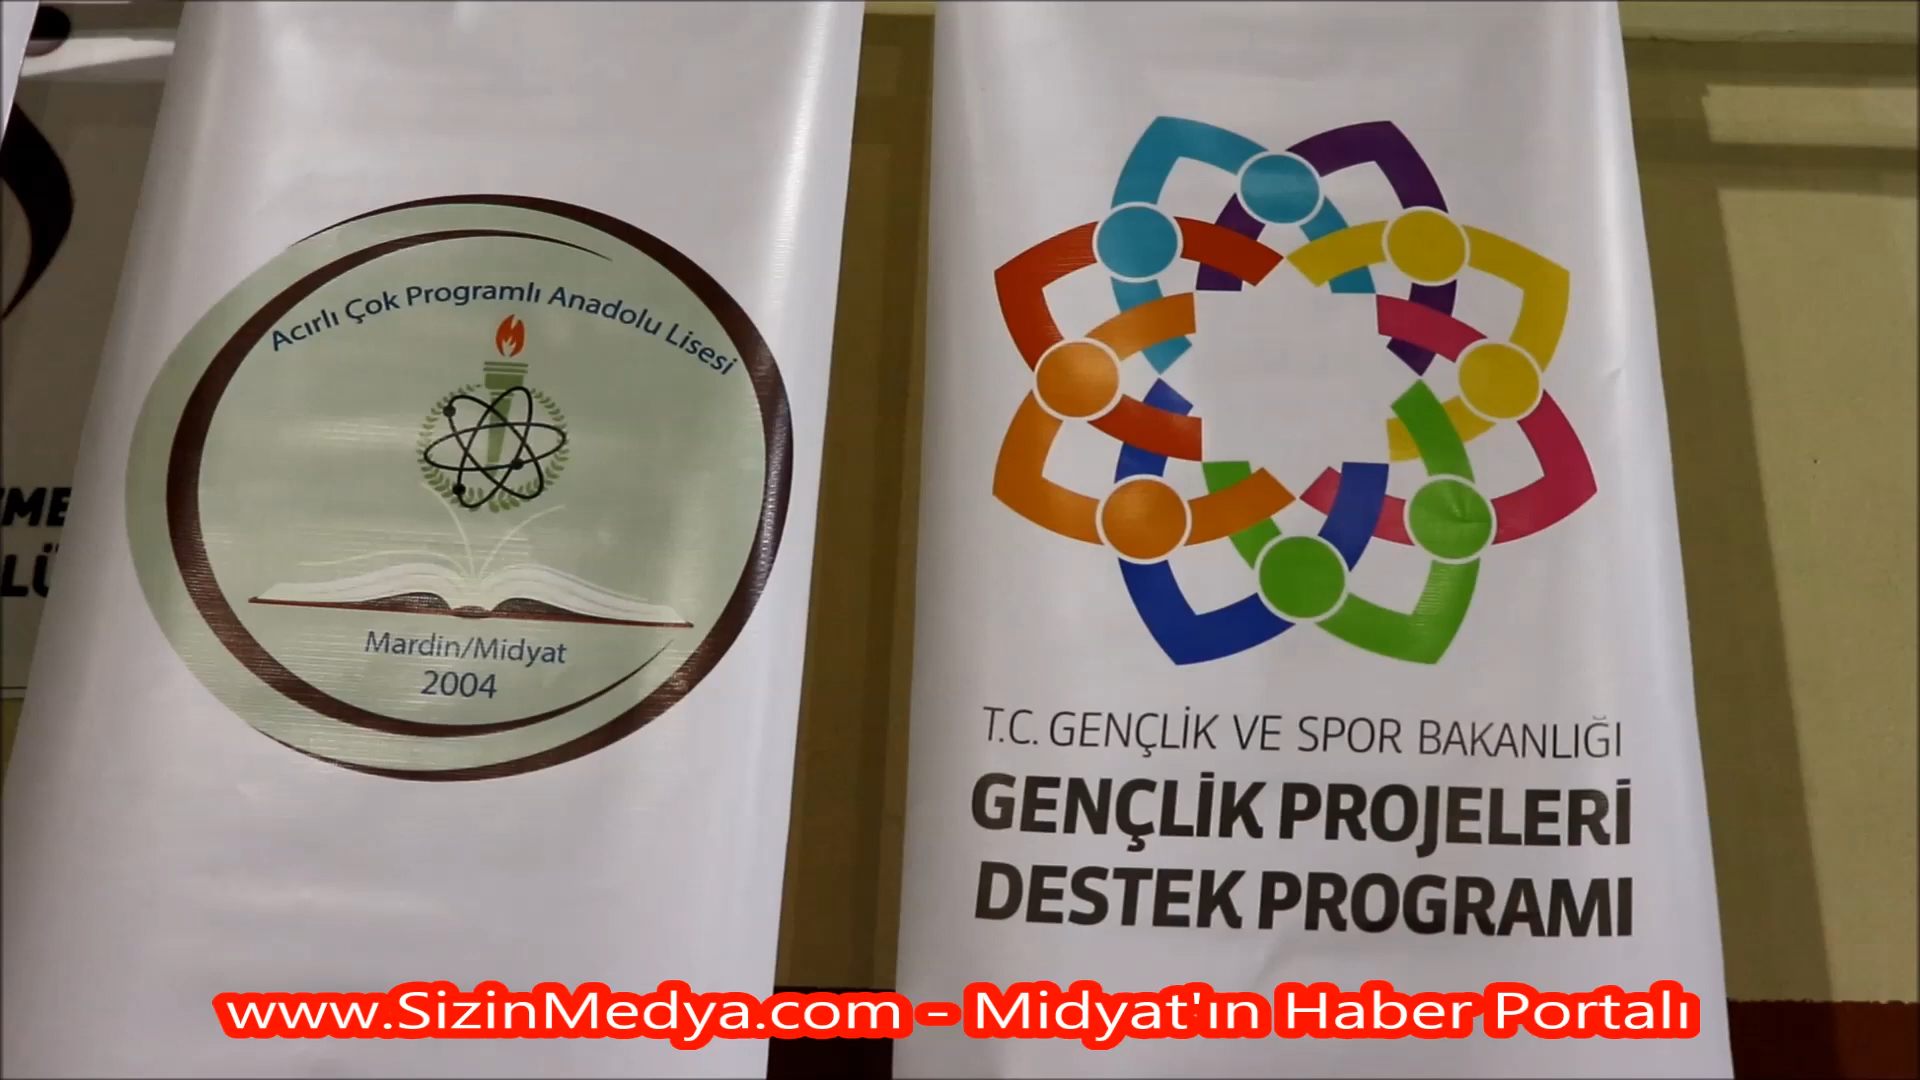 Acırlı Çok Programlı Anadolu Lisesi
Mardin/Midyat
2004
T.C. GENÇLİK VE SPOR BAKANLIĞI
GENÇLİK PROJELERİ
DESTEK PROGRAMI
www.SizinMedya.com - Midyat'ın Haber Portalı